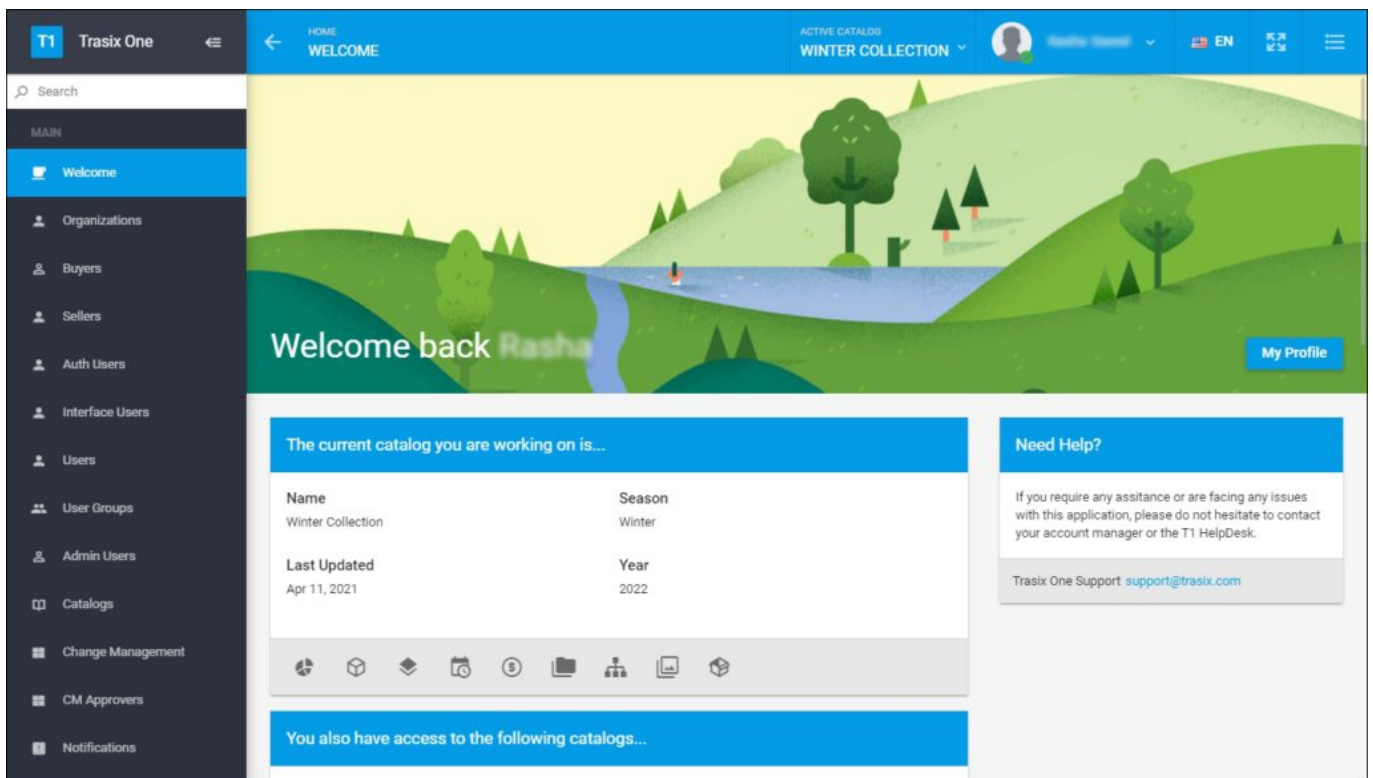 T1 Trasix One
HOME
WELCOME
ACTIVE CATALOG
WINTER COLLECTION
EN
Search
MAIN
Welcome
Organizations
Buyers
Sellers
Auth Users
Interface Users
Users
User Groups
Admin Users
Catalogs
Change Management
CM Approvers
Notifications
Welcome back
My Profile
The current catalog you are working on is...
Name
Winter Collection
Season
Winter
Last Updated
Apr 11, 2021
Year
2022
You also have access to the following catalogs...
Need Help?
If you require any assitance or are facing any issues
with this application, please do not hesitate to contact
your account manager or the T1 HelpDesk.
Trasix One Support support@trasix.com